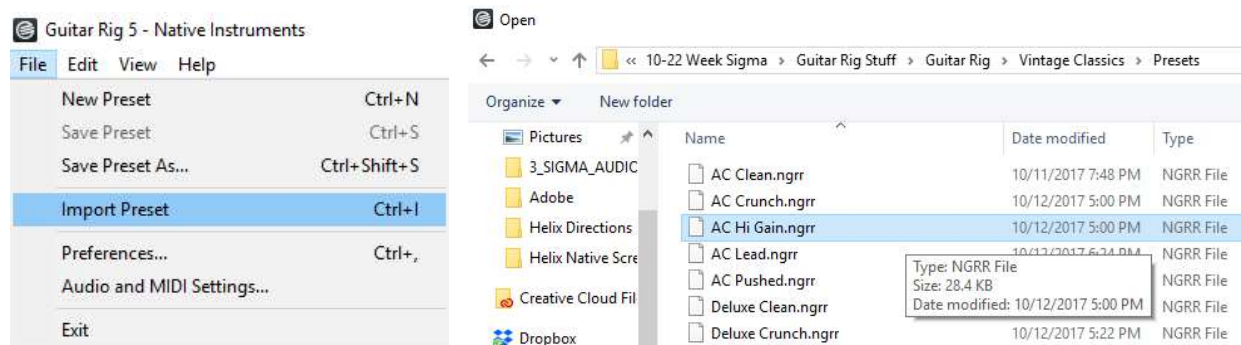 Guitar Rig 5 - Native Instruments
File Edit View Help
New Preset Ctrl+N
Save Preset Ctrl+S
Save Preset As... Ctrl+Shift+S
Import Preset Ctrl+I
Preferences... Ctrl+,
Audio and MIDI Settings...
Exit
Open
« 10-22 Week Sigma > Guitar Rig Stuff > Guitar Rig > Vintage Classics > Presets
Organize New folder
Pictures
3_SIGMA_AUDIO
Adobe
Helix Directions
Helix Native Scre
Creative Cloud Fil
Dropbox
Name Date modified Type
AC Clean.ngrr 10/11/2017 7:48 PM NGRR File
AC Crunch.ngrr 10/12/2017 5:00 PM NGRR File
AC Hi Gain.ngrr 10/12/2017 5:00 PM NGRR File
AC Lead.ngrr 10/12/2017 6:24 PM NGRR File
AC Pushed.ngrr NGRR File
Deluxe Clean.ngrr NGRR File
Deluxe Crunch.ngrr 10/12/2017 5:22 PM NGRR File
Type: NGRR File
Size: 28.4 KB
Date modified: 10/12/2017 5:00 PM